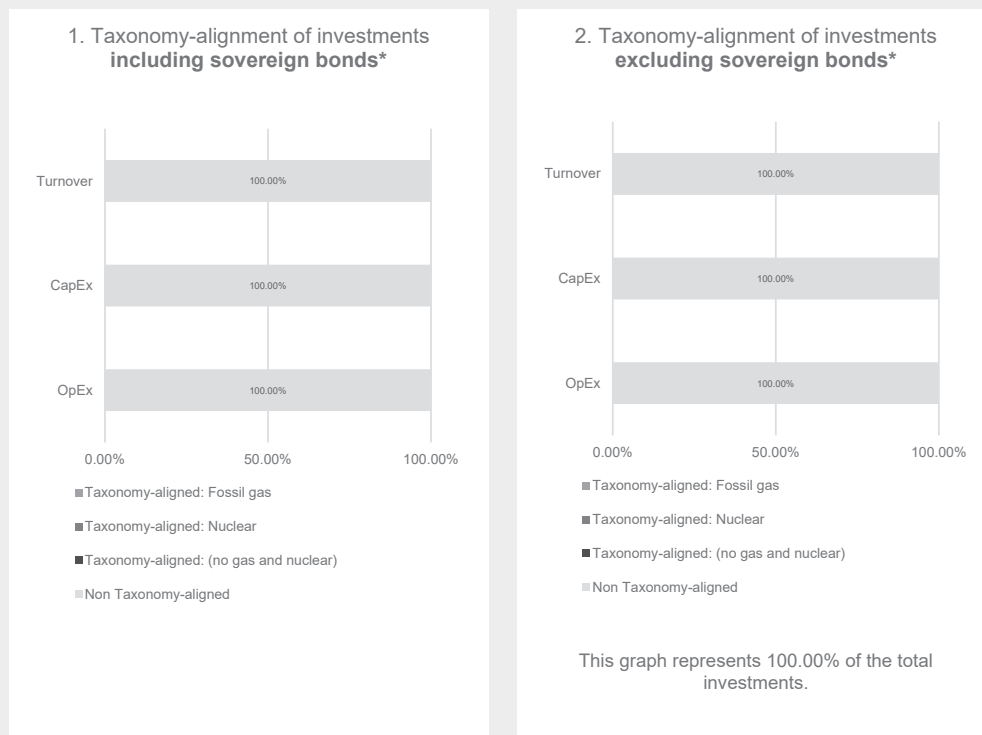 1. Taxonomy-alignment of investments
including sovereign bonds*
Turnover
100.00%
CapEx
100.00%
OpEx
100.00%
0.00% 50.00% 100.00%
Taxonomy-aligned: Fossil gas
Taxonomy-aligned: Nuclear
Taxonomy-aligned: (no gas and nuclear)
Non Taxonomy-aligned
2. Taxonomy-alignment of investments
excluding sovereign bonds*
Turnover
100.00%
CapEx
100.00%
OpEx
100.00%
0.00% 50.00% 100.00%
Taxonomy-aligned: Fossil gas
Taxonomy-aligned: Nuclear
Taxonomy-aligned: (no gas and nuclear)
Non Taxonomy-aligned
This graph represents 100.00% of the total
investments.